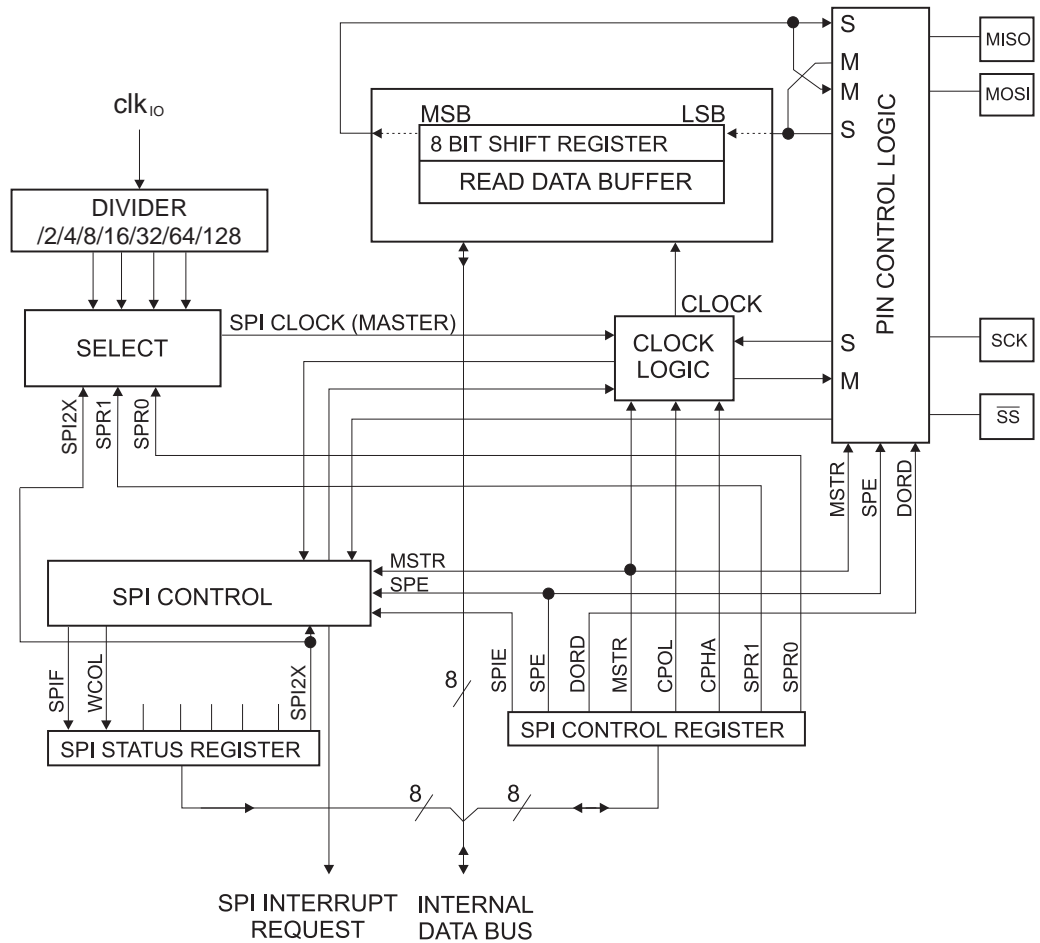 S
MISO
M
clk IO
MSB
LSB
M
MOSI
8 BIT SHIFT REGISTER
S
READ DATA BUFFER
PIN CONTROL LOGIC
DIVIDER
/2/4/8/16/32/64/128
CLOCK
SPI CLOCK (MASTER)
SELECT
CLOCK
LOGIC
S
SCK
M
SPI2X
SPR1
SPR0
SS
MSTR
SPE
DORD
MSTR
SPE
SPI CONTROL
SPIF
WCOL
SPI2X
8
SPIE
SPE
DORD
MSTR
CPOL
CPHA
SPR1
SPR0
SPI STATUS REGISTER
SPI CONTROL REGISTER
8
8
SPI INTERRUPT
REQUEST
INTERNAL
DATA BUS